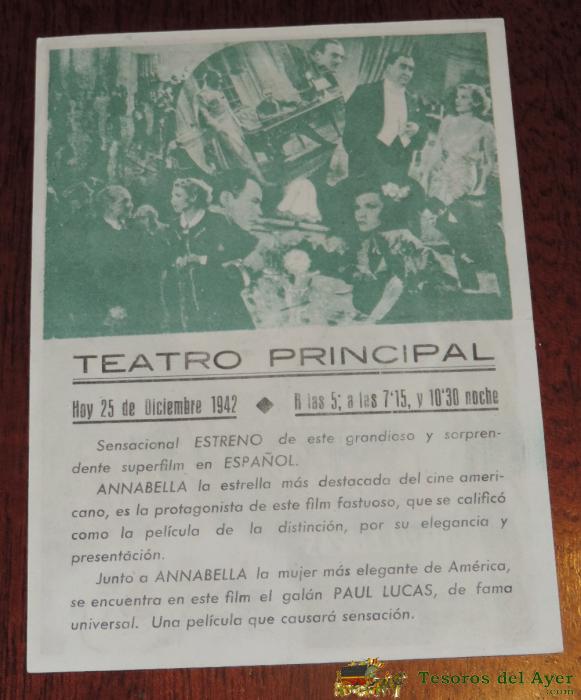 TEATRO PRINCIPAL
Hoy 25 de Diciembre 1942 ◆ A las 5; a las 7'15, y 10'30 noche
Sensacional ESTRENO de este grandioso y sorpren-
dente superfilm en ESPAÑOL.
ANNABELLA la estrella más destacada del cine ameri-
cano, es la protagonista de este film fastuoso, que se calificó
como la película de la distinción, por su elegancia y
presentáción.
Junto a ANNABELLA la mujer más elegante de América,
se encuentra en este film el galán PAUL LUCAS, de fama
universal. Una película que causará sensación.
Tesoros del Ayer
.com